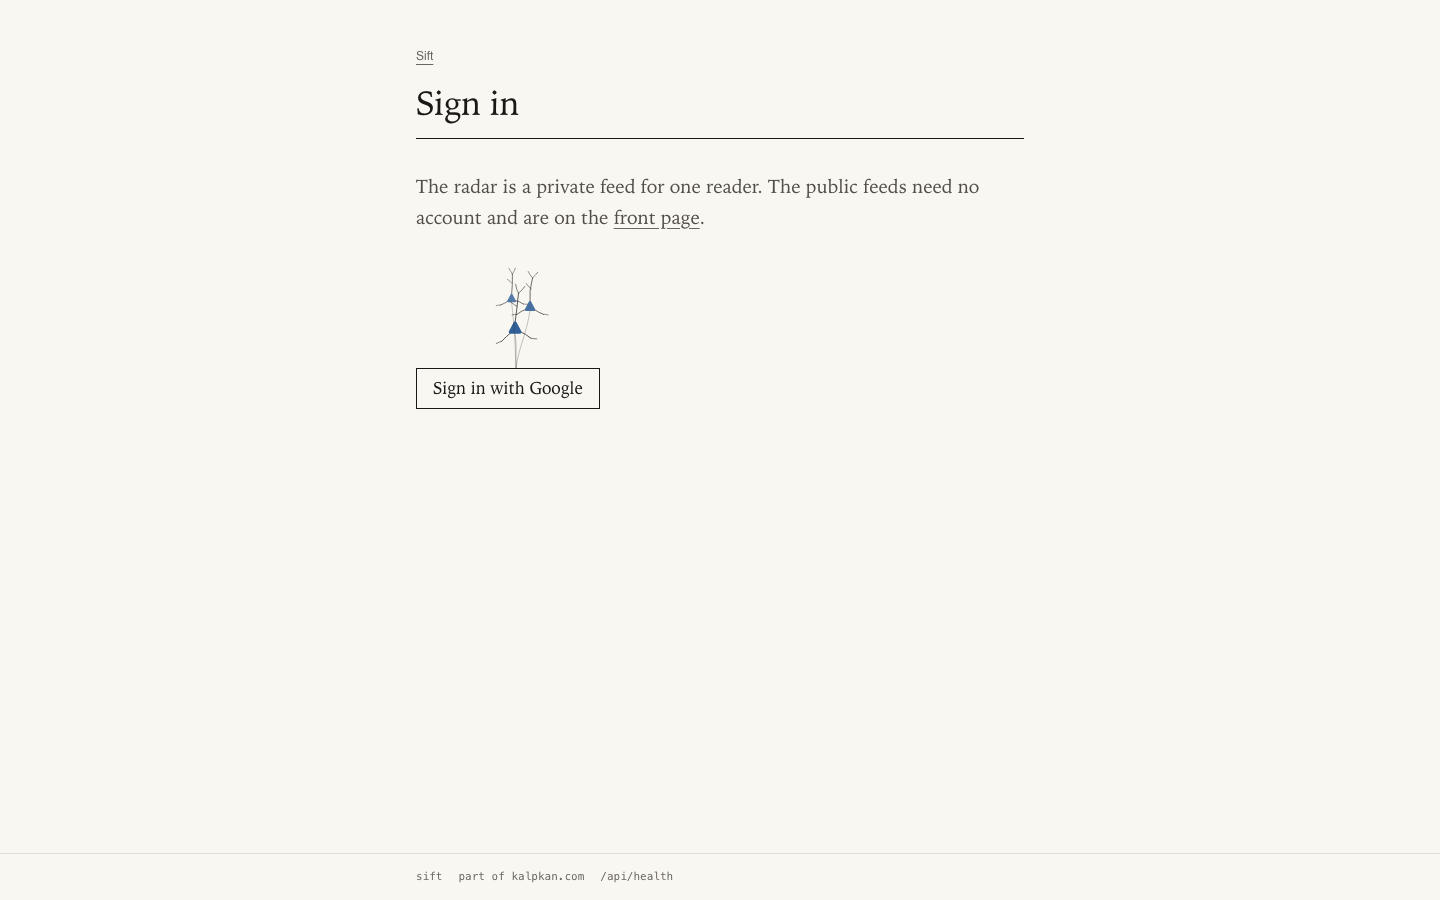 Sift
Sign in
The radar is a private feed for one reader. The public feeds need no
account and are on the front page.
Sign in with Google
sift part of kalpkan.com /api/health